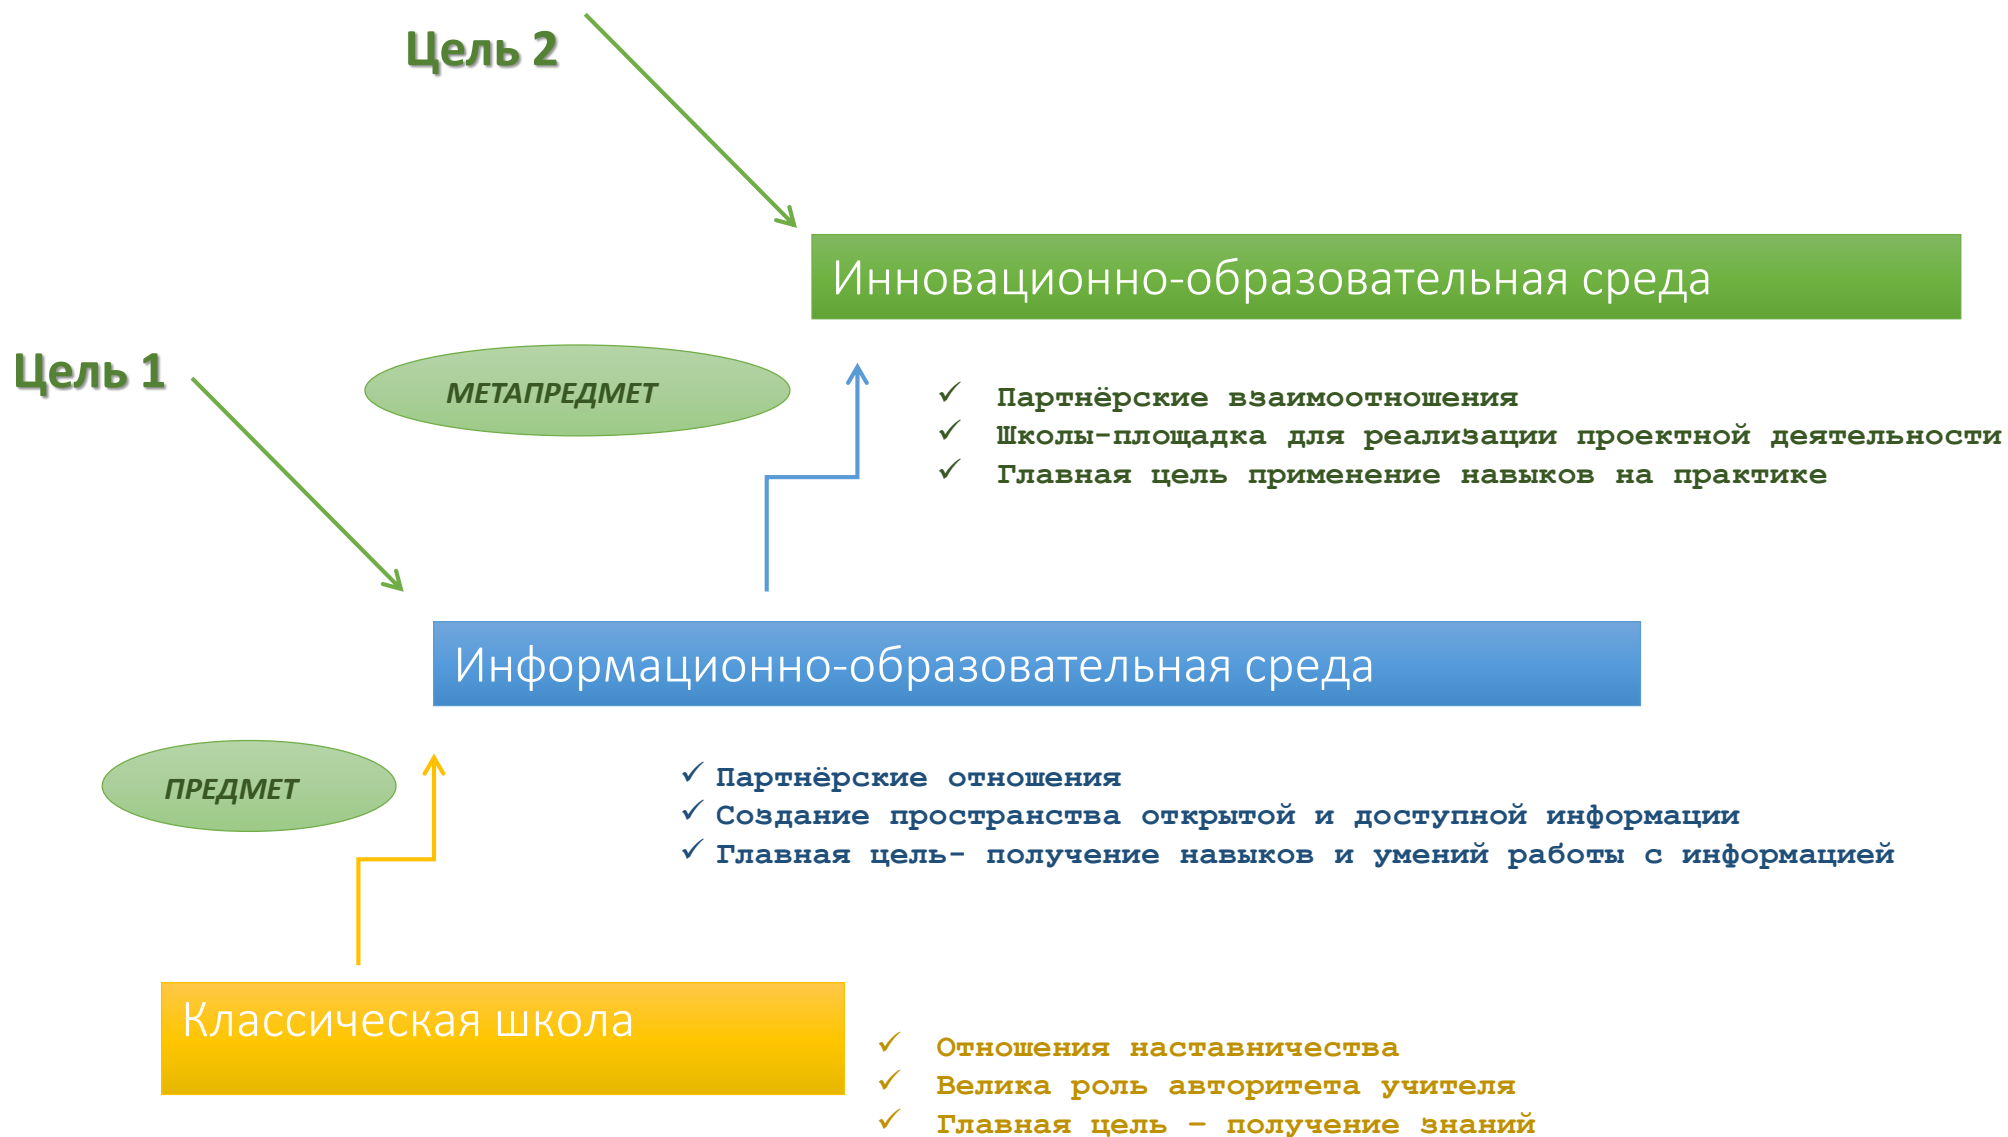 Цель 2
Инновационно-образовательная среда
Цель 1
МЕТАПРЕДМЕТ
✓ Партнёрские взаимоотношения
✓ Школы-площадка для реализации проектной деятельности
✓ Главная цель применение навыков на практике
Информационно-образовательная среда
ПРЕДМЕТ
✓ Партнёрские отношения
✓ Создание пространства открытой и доступной информации
✓ Главная цель- получение навыков и умений работы с информацией
Классическая школа
✓ Отношения наставничества
✓ Велика роль авторитета учителя
✓ Главная цель – получение знаний